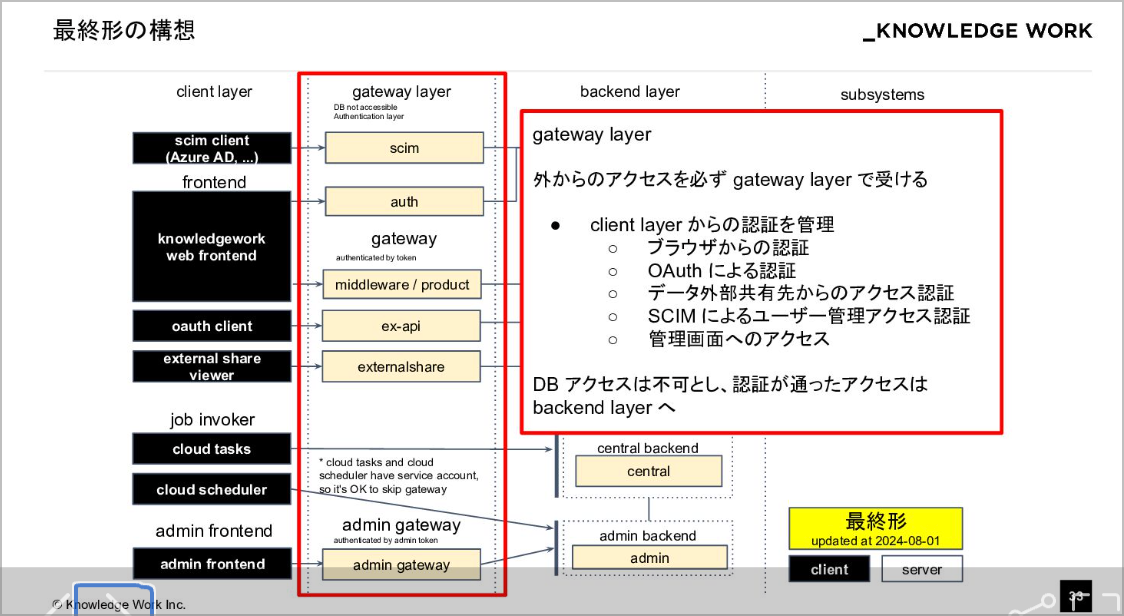 最終形の構想
_KNOWLEDGE WORK
client layer
gateway layer
DB not accessible
Authentication layer
backend layer
subsystems
scim client
(Azure AD, ...)
scim
frontend
knowledgework
web frontend
auth
gateway
authenticated by token
middleware / product
oauth client
ex-api
external share
viewer
externalshare
gateway layer
外からのアクセスを必ず gateway layer で受ける
● client layer からの認証を管理
○ ブラウザからの認証
○ OAuth による認証
○ データ外部共有先からのアクセス認証
○ SCIM によるユーザー管理アクセス認証
○ 管理画面へのアクセス
DB アクセスは不可とし、認証が通ったアクセスは
backend layer へ
job invoker
cloud tasks
cloud scheduler
* cloud tasks and cloud
scheduler have service account,
so it's OK to skip gateway
central backend
central
admin frontend
admin frontend
admin gateway
authenticated by admin token
admin gateway
admin backend
admin
最終形
updated at 2024-08-01
client
server
© Knowledge Work Inc.